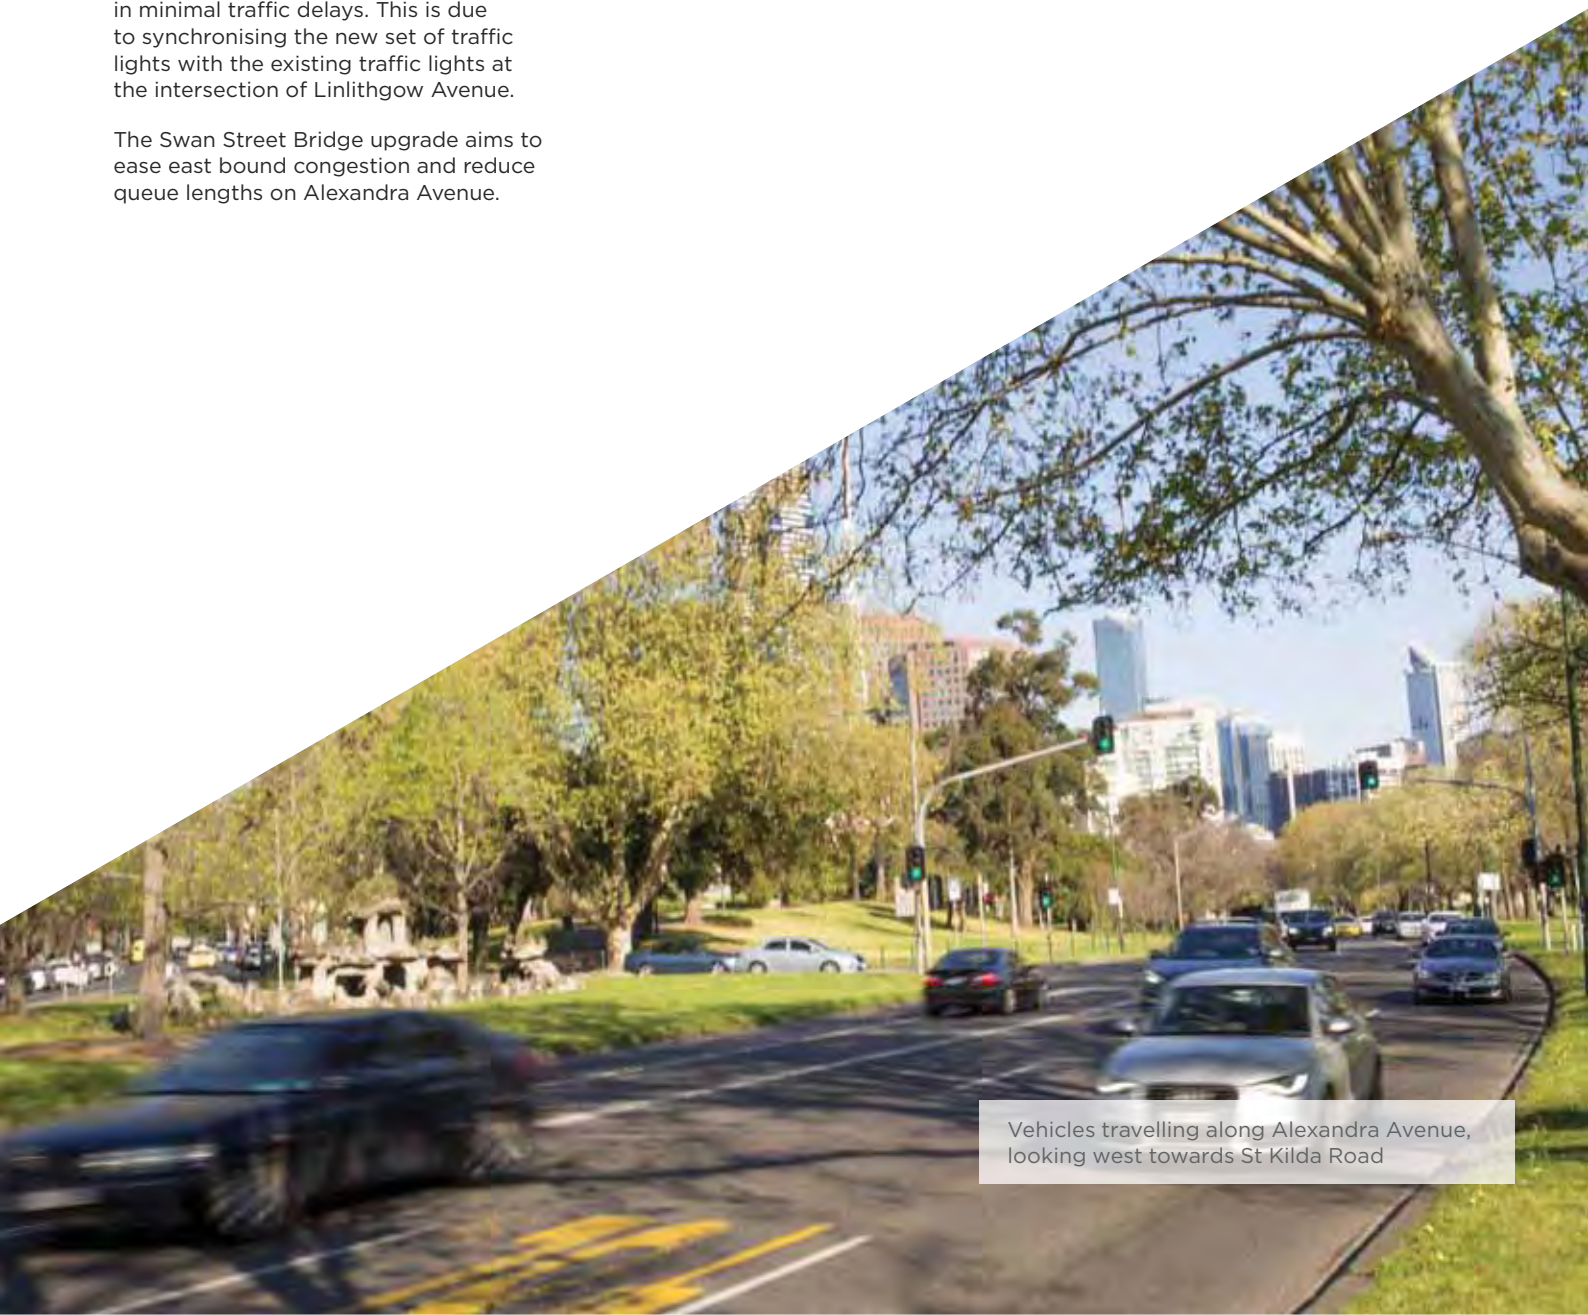 in minimal traffic delays. This is due
to synchronising the new set of traffic
lights with the existing traffic lights at
the intersection of Linlithgow Avenue.
The Swan Street Bridge upgrade aims to
ease east bound congestion and reduce
queue lengths on Alexandra Avenue.
Vehicles travelling along Alexandra Avenue,
looking west towards St Kilda Road